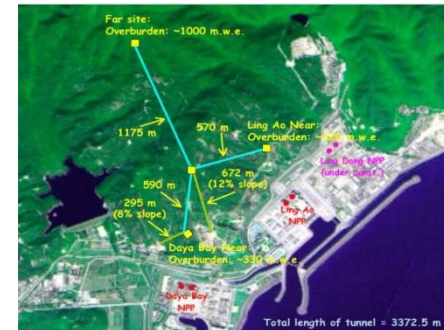 Far site:
Overburden: ~1000 m.w.e.
1175 m
570 m
Ling Ao Near:
Overburden: m.w.e.
Ling Dong NPP
(under const.)
590 m
672 m
(12% slope)
295 m
(8% slope)
Ling Ao
NPP
Daya Bay Near:
Overburden: ~330 m.w.e.
Daya Bay
NPP
Total length of tunnel = 3372.5 m